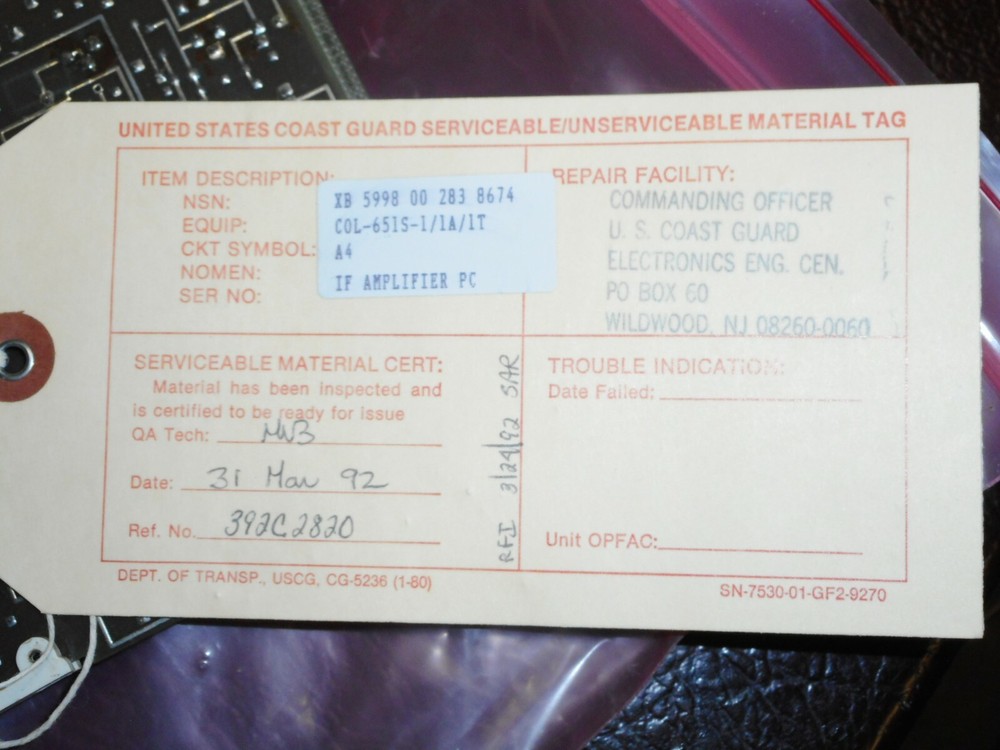 UNITED STATES COAST GUARD SERVICEABLE/UNSERVICEABLE MATERIAL TAG
ITEM DESCRIPTION:
NSN: XB 5998 00 283 8674
EQUIP: COL-651S-1/1A/1T
CKT SYMBOL: A4
NOMEN: IF AMPLIFIER PC
SER NO:
REPAIR FACILITY:
COMMANDING OFFICER
U. S. COAST GUARD
ELECTRONICS ENG. CEN.
PO BOX 60
WILDWOOD, NJ 08260-0060
SERVICEABLE MATERIAL CERT:
Material has been inspected and
is certified to be ready for issue
QA Tech: MWB
Date: 31 Mar 92
Ref. No. 392C2820
RFI 3/24/92 SAR
TROUBLE INDICATION:
Date Failed:
Unit OPFAC:
DEPT. OF TRANSP., USCG, CG-5236 (1-80)
SN-7530-01-GF2-9270